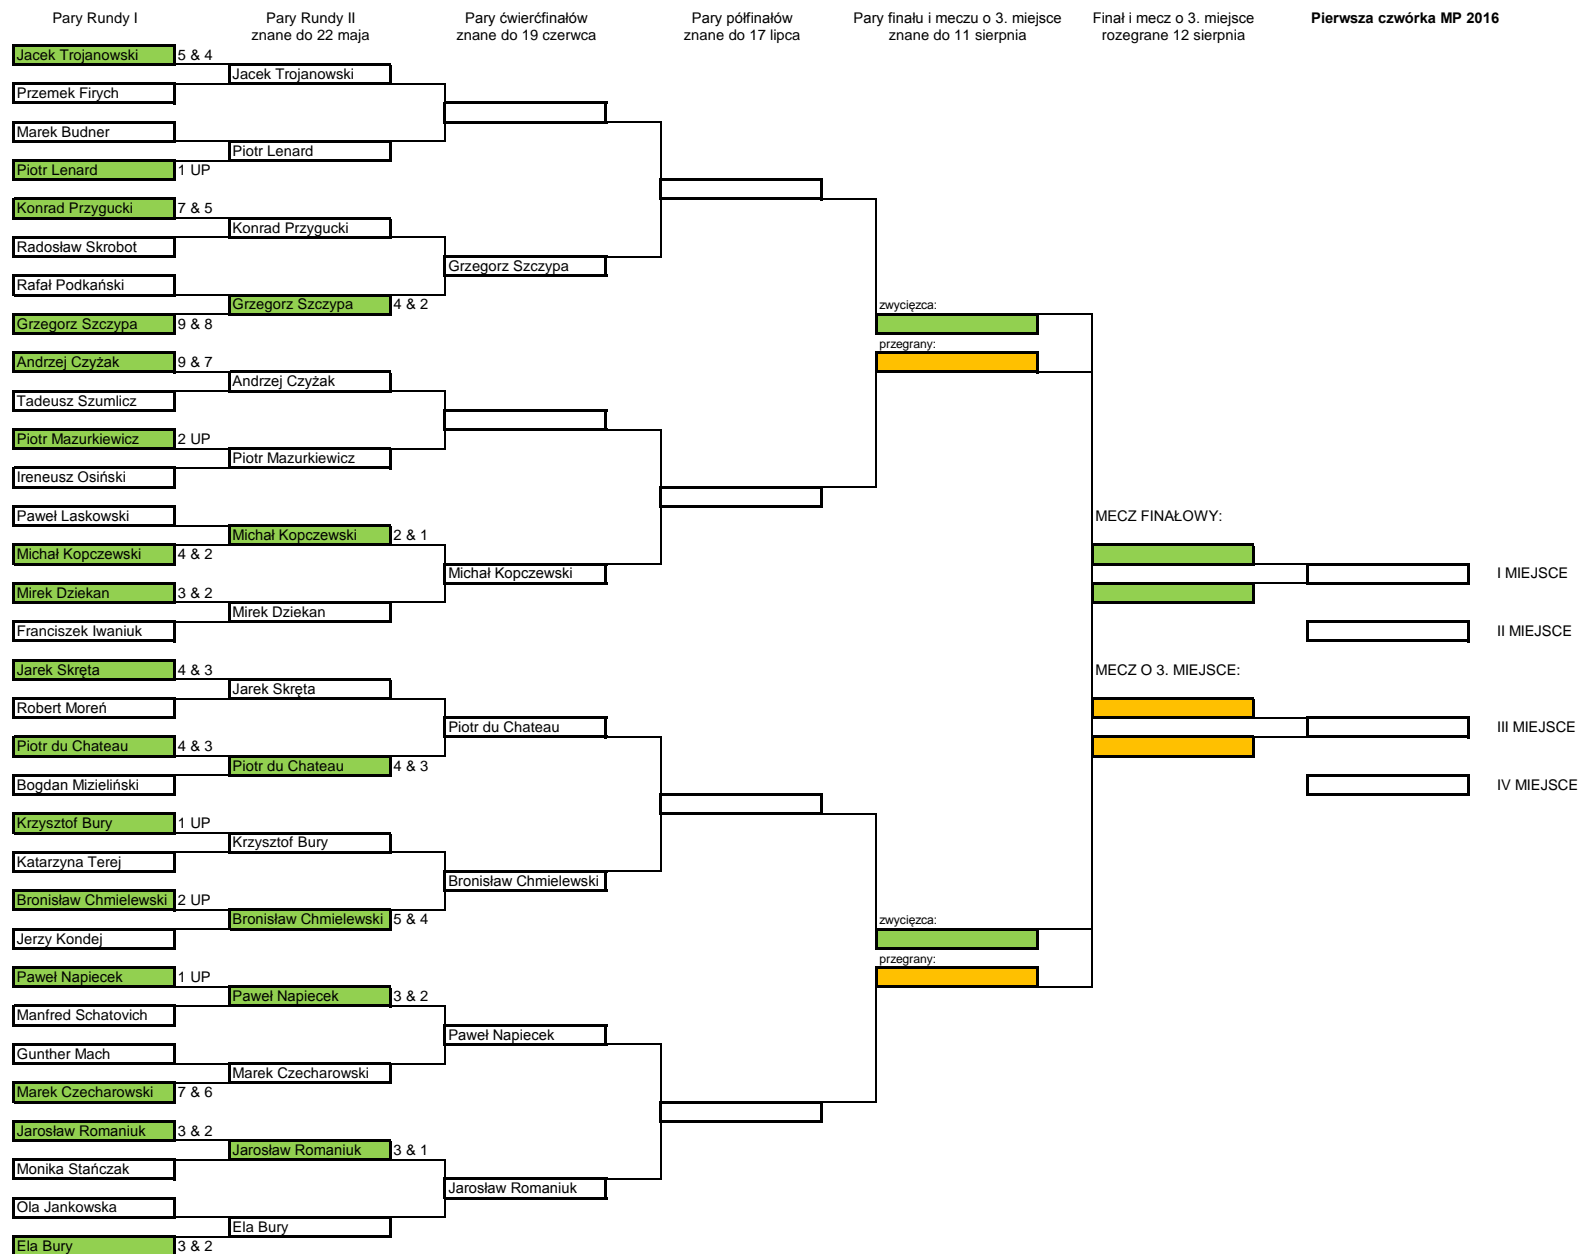 Pary Rundy I
Pary Rundy II
znane do 22 maja
Pary ćwierćfinałów
znane do 19 czerwca
Pary półfinałów
znane do 17 lipca
Pary finału i meczu o 3. miejsce
znane do 11 sierpnia
Finał i mecz o 3. miejsce
rozegrane 12 sierpnia
Pierwsza czwórka MP 2016
Jacek Trojanowski 5 & 4
Jacek Trojanowski
Przemek Firych
Marek Budner
Piotr Lenard
Piotr Lenard 1 UP
Konrad Przygucki 7 & 5
Konrad Przygucki
Radosław Skrobot
Grzegorz Szczypa
Rafał Podkański
Grzegorz Szczypa 4 & 2
zwycięzca:
Grzegorz Szczypa 9 & 8
przegrany:
Andrzej Czyżak 9 & 7
Andrzej Czyżak
Tadeusz Szumlicz
Piotr Mazurkiewicz 2 UP
Piotr Mazurkiewicz
Ireneusz Osiński
Paweł Laskowski
MECZ FINAŁOWY:
Michał Kopczewski 2 & 1
Michał Kopczewski 4 & 2
Michał Kopczewski
I MIEJSCE
Mirek Dziekan 3 & 2
Mirek Dziekan
Franciszek Iwaniuk
II MIEJSCE
Jarek Skręta 4 & 3
MECZ O 3. MIEJSCE:
Jarek Skręta
Robert Moreń
Piotr du Chateau
III MIEJSCE
Piotr du Chateau 4 & 3
Piotr du Chateau 4 & 3
Bogdan Mizieliński
IV MIEJSCE
Krzysztof Bury 1 UP
Krzysztof Bury
Katarzyna Terej
Bronisław Chmielewski
Bronisław Chmielewski 2 UP
Bronisław Chmielewski 5 & 4
zwycięzca:
Jerzy Kondej
przegrany:
Paweł Napiecek 1 UP
Paweł Napiecek 3 & 2
Manfred Schatovich
Paweł Napiecek
Gunther Mach
Marek Czecharowski
Marek Czecharowski 7 & 6
Jarosław Romaniuk 3 & 2
Jarosław Romaniuk 3 & 1
Monika Stańczak
Jarosław Romaniuk
Ola Jankowska
Ela Bury
Ela Bury 3 & 2